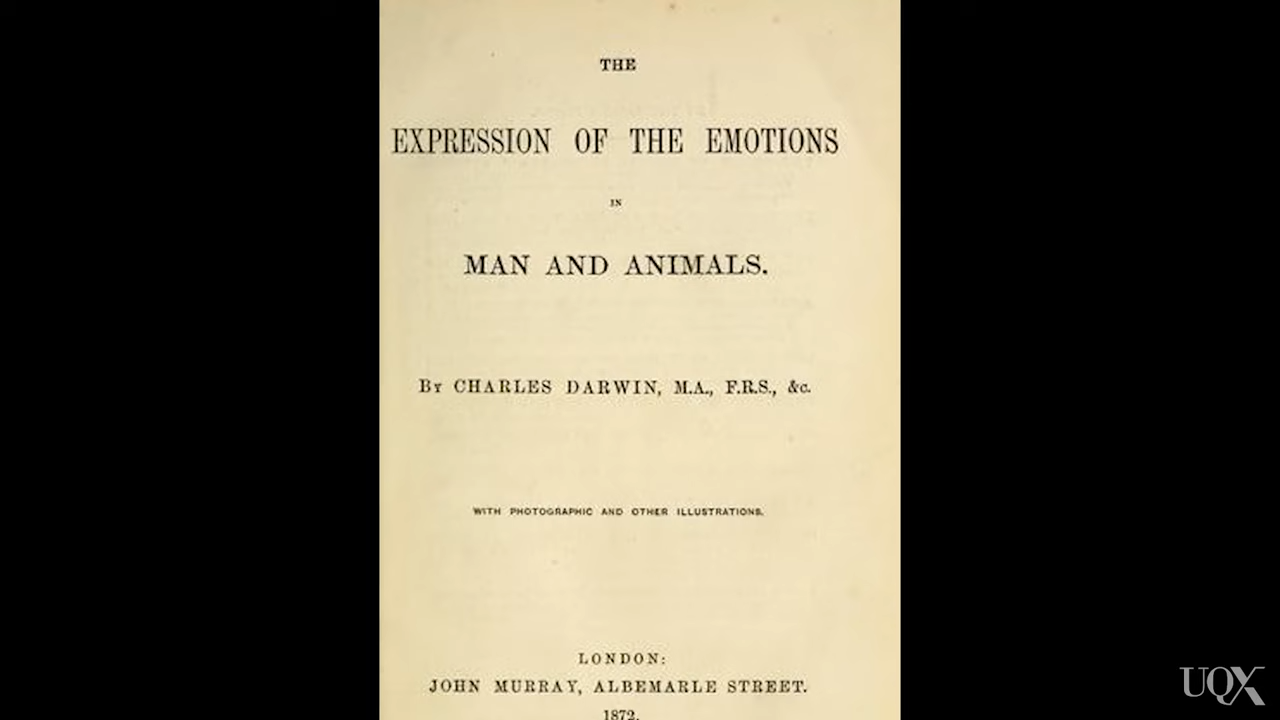 THE
EXPRESSION OF THE EMOTIONS
IN
MAN AND ANIMALS.
BY CHARLES DARWIN, M.A., F.R.S., &c.
WITH PHOTOGRAPHIC AND OTHER ILLUSTRATIONS.
LONDON:
JOHN MURRAY, ALBEMARLE STREET.
1872.
UQX